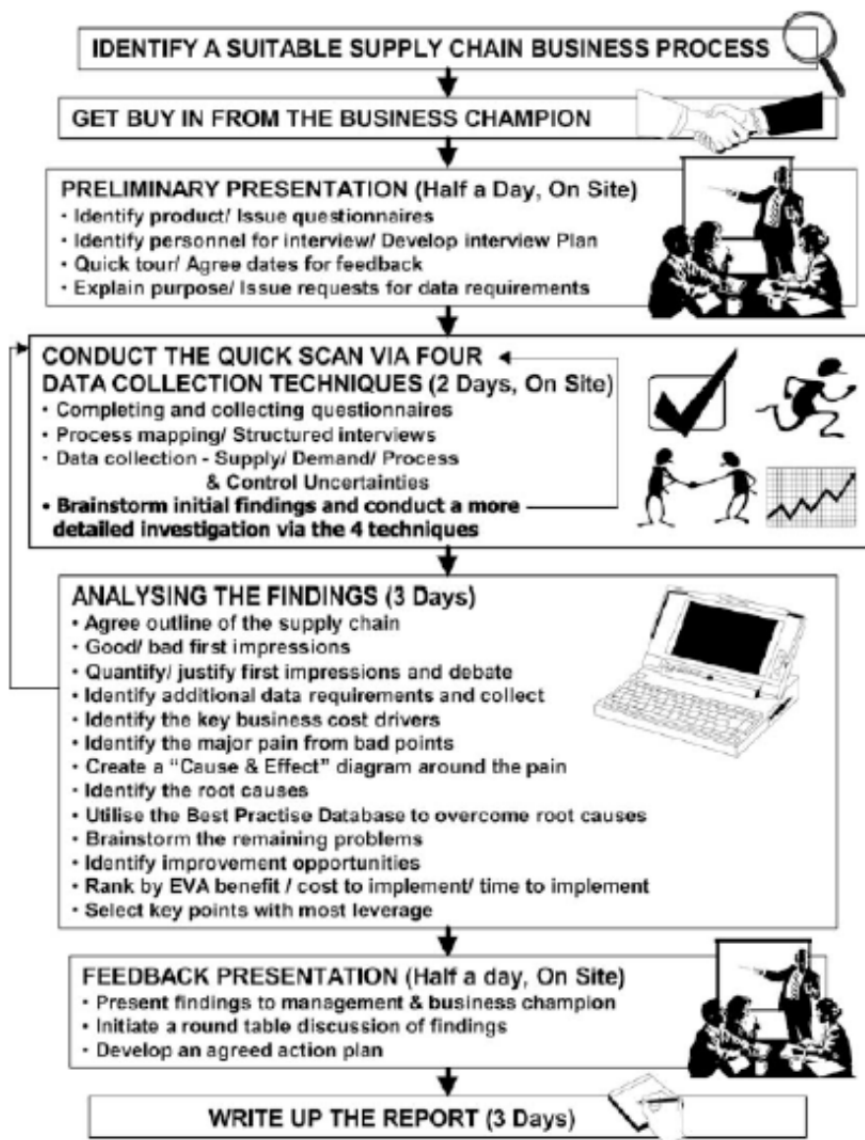 IDENTIFY A SUITABLE SUPPLY CHAIN BUSINESS PROCESS
GET BUY IN FROM THE BUSINESS CHAMPION
PRELIMINARY PRESENTATION (Half a Day, On Site)
• Identify product/ Issue questionnaires
• Identify personnel for interview/ Develop interview Plan
• Quick tour/ Agree dates for feedback
• Explain purpose/ Issue requests for data requirements
CONDUCT THE QUICK SCAN VIA FOUR
DATA COLLECTION TECHNIQUES (2 Days, On Site)
• Completing and collecting questionnaires
• Process mapping/ Structured interviews
• Data collection - Supply/ Demand/ Process
& Control Uncertainties
• Brainstorm initial findings and conduct a more
detailed investigation via the 4 techniques
ANALYSING THE FINDINGS (3 Days)
• Agree outline of the supply chain
• Good/ bad first impressions
• Quantify/ justify first impressions and debate
• Identify additional data requirements and collect
• Identify the key business cost drivers
• Identify the major pain from bad points
• Create a “Cause & Effect” diagram around the pain
• Identify the root causes
• Utilise the Best Practise Database to overcome root causes
• Brainstorm the remaining problems
• Identify improvement opportunities
• Rank by EVA benefit / cost to implement/ time to implement
• Select key points with most leverage
FEEDBACK PRESENTATION (Half a day, On Site)
• Present findings to management & business champion
• Initiate a round table discussion of findings
• Develop an agreed action plan
WRITE UP THE REPORT (3 Days)